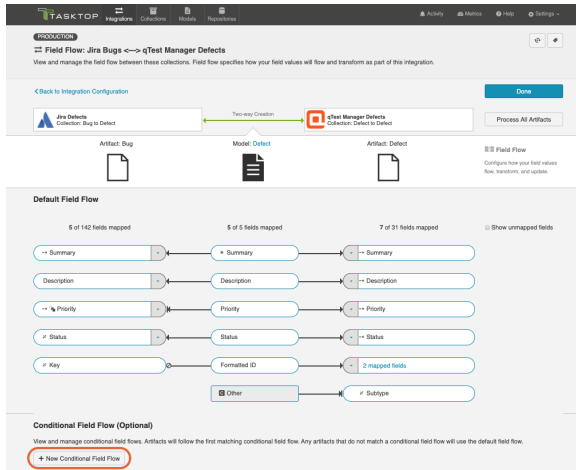 TASKTOP
Integrations
Collections
Models
Repositories
Activity
Metrics
Help
Settings
PRODUCTION
Field Flow: Jira Bugs <—> qTest Manager Defects
View and manage the field flow between these collections. Field flow specifies how your field values will flow and transform as part of this integration.
Back to Integration Configuration
Done
Jira Defects
Collection: Bug to Defect
Two-way Creation
qTest Manager Defects
Collection: Defect to Defect
Process All Artifacts
Artifact: Bug
Model: Defect
Artifact: Defect
Field Flow
Configure how your field values
flow, transform, and update.
Default Field Flow
5 of 142 fields mapped
5 of 5 fields mapped
7 of 31 fields mapped
Show unmapped fields
Summary
* Summary
Summary
Description
Description
Description
Priority
Priority
Priority
Status
Status
Status
Key
Formatted ID
2 mapped fields
Other
Subtype
Conditional Field Flow (Optional)
View and manage conditional field flows. Artifacts will follow the first matching conditional field flow. Any artifacts that do not match a conditional field flow will use the default field flow.
+ New Conditional Field Flow